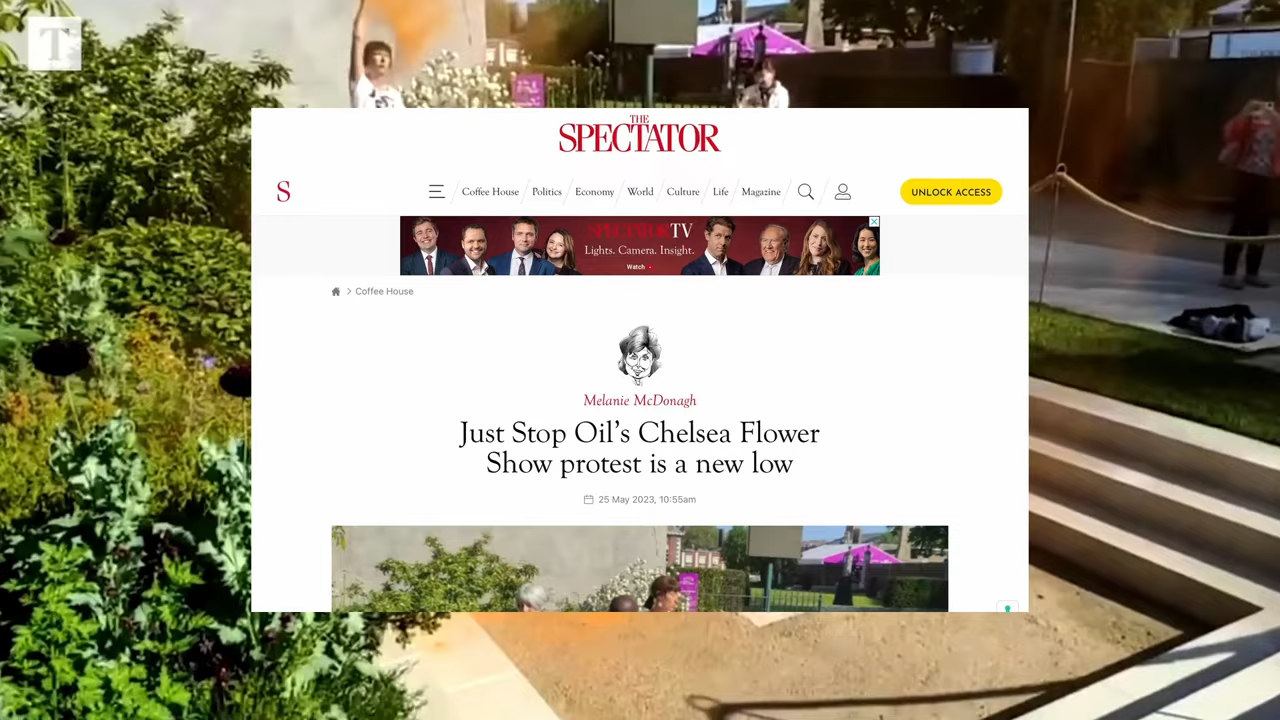 T
THE
SPECTATOR
S
Coffee House
Politics
Economy
World
Culture
Life
Magazine
UNLOCK ACCESS
SPECTATOR TV
Lights. Camera. Insight.
Watch
Coffee House
Melanie McDonagh
Just Stop Oil's Chelsea Flower
Show protest is a new low
25 May 2023, 10:55am